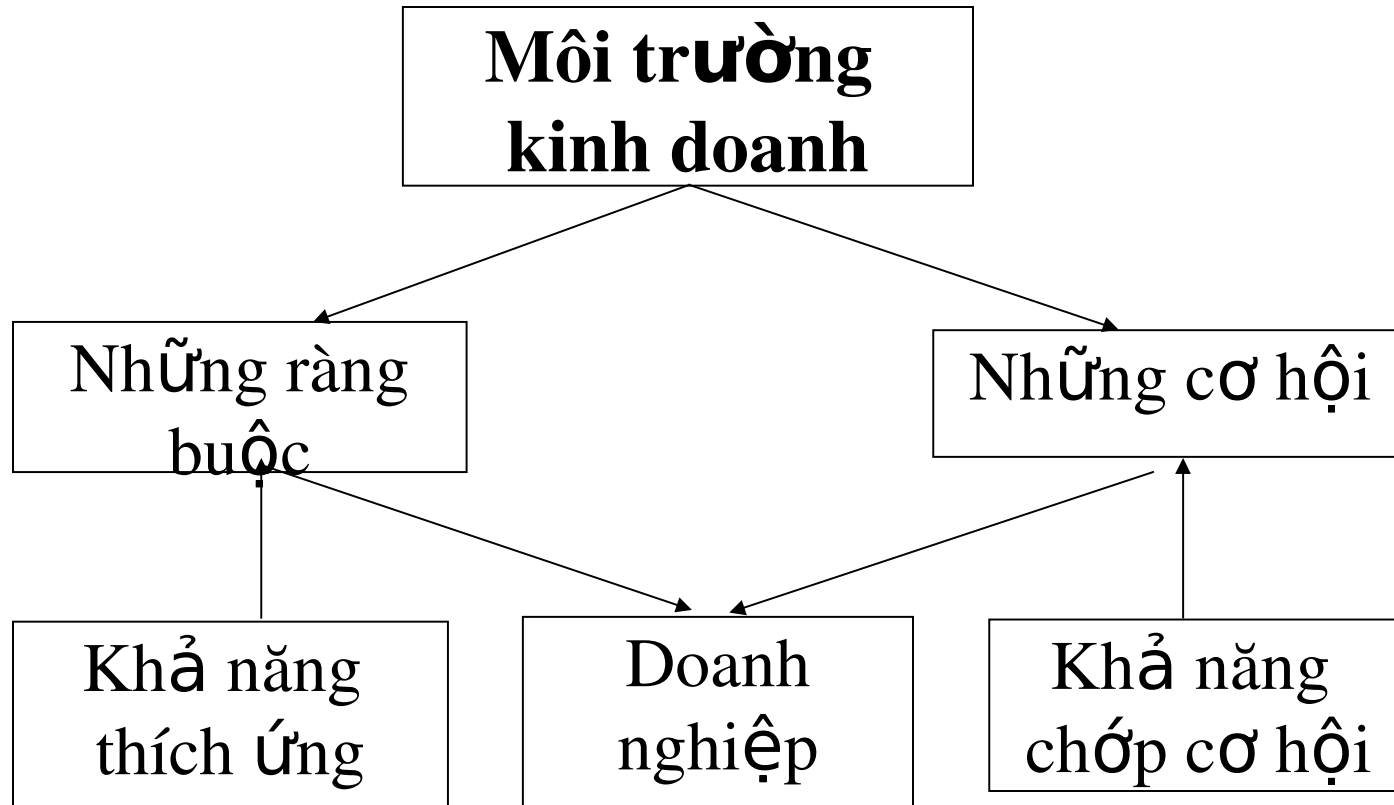 Môi trường
kinh doanh
Những ràng
buộc
Những cơ hội
Khả năng
thích ứng
Doanh
nghiệp
Khả năng
chớp cơ hội